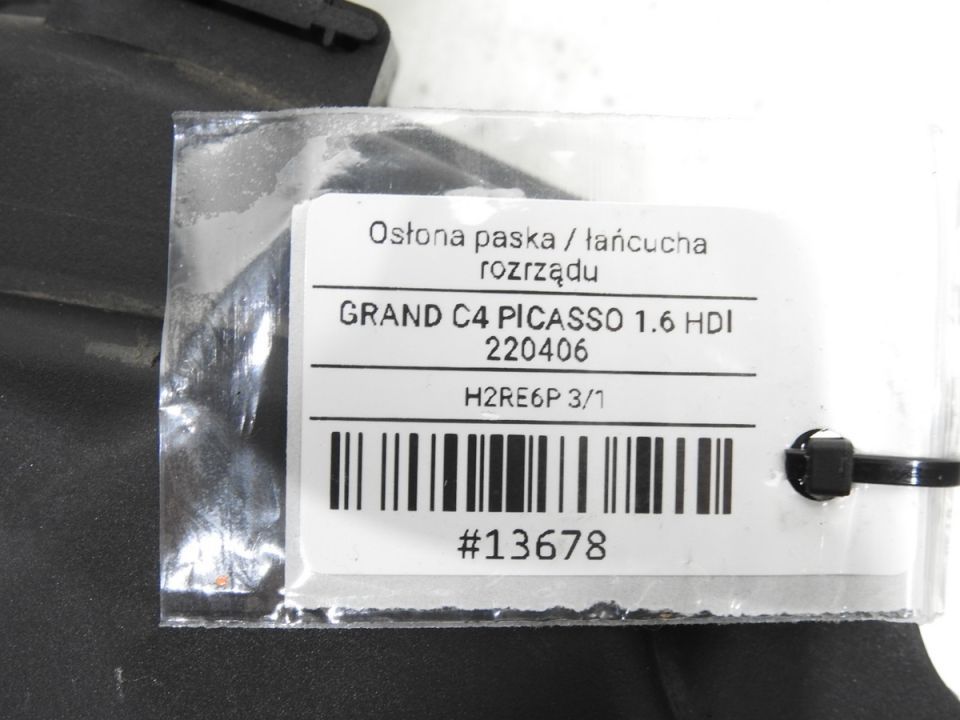 Osłona paska / łańcucha
rozrządu
GRAND C4 PICASSO 1.6 HDI
220406
H2RE6P 3/1
#13678